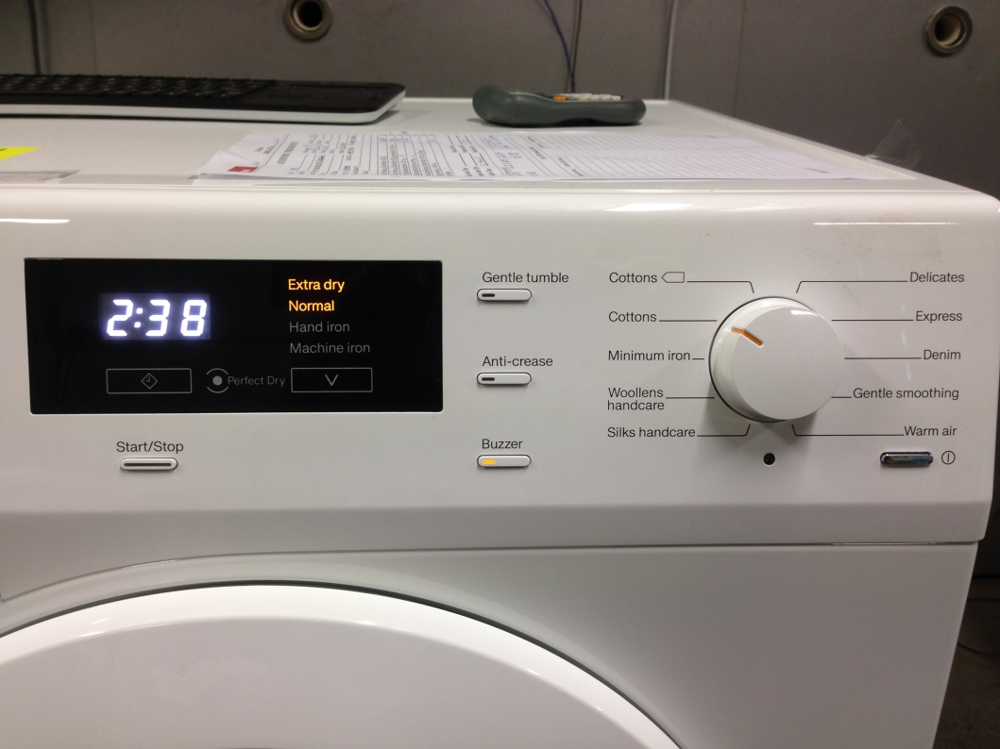 2:38
Extra dry
Normal
Hand iron
Machine iron
Perfect Dry
Start/Stop
Gentle tumble
Anti-crease
Buzzer
Cottons
Cottons
Minimum iron
Woollens
handcare
Silks handcare
Delicates
Express
Denim
Gentle smoothing
Warm air